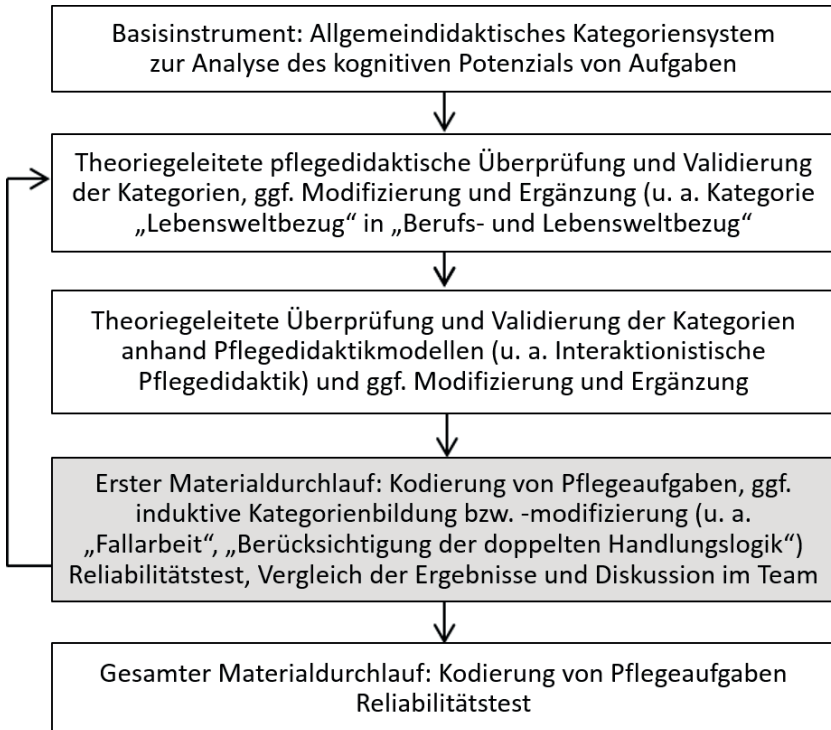 Basisinstrument: Allgemeindidaktisches Kategoriensystem
zur Analyse des kognitiven Potenzials von Aufgaben
Theoriegeleitete pflegedidaktische Überprüfung und Validierung
der Kategorien, ggf. Modifizierung und Ergänzung (u. a. Kategorie
„Lebensweltbezug“ in „Berufs- und Lebensweltbezug“
Theoriegeleitete Überprüfung und Validierung der Kategorien
anhand Pflegedidaktikmodellen (u. a. Interaktionistische
Pflegedidaktik) und ggf. Modifizierung und Ergänzung
Erster Materialdurchlauf: Kodierung von Pflegeaufgaben, ggf.
induktive Kategorienbildung bzw. -modifizierung (u. a.
„Fallarbeit“, „Berücksichtigung der doppelten Handlungslogik“)
Reliabilitätstest, Vergleich der Ergebnisse und Diskussion im Team
Gesamter Materialdurchlauf: Kodierung von Pflegeaufgaben
Reliabilitätstest